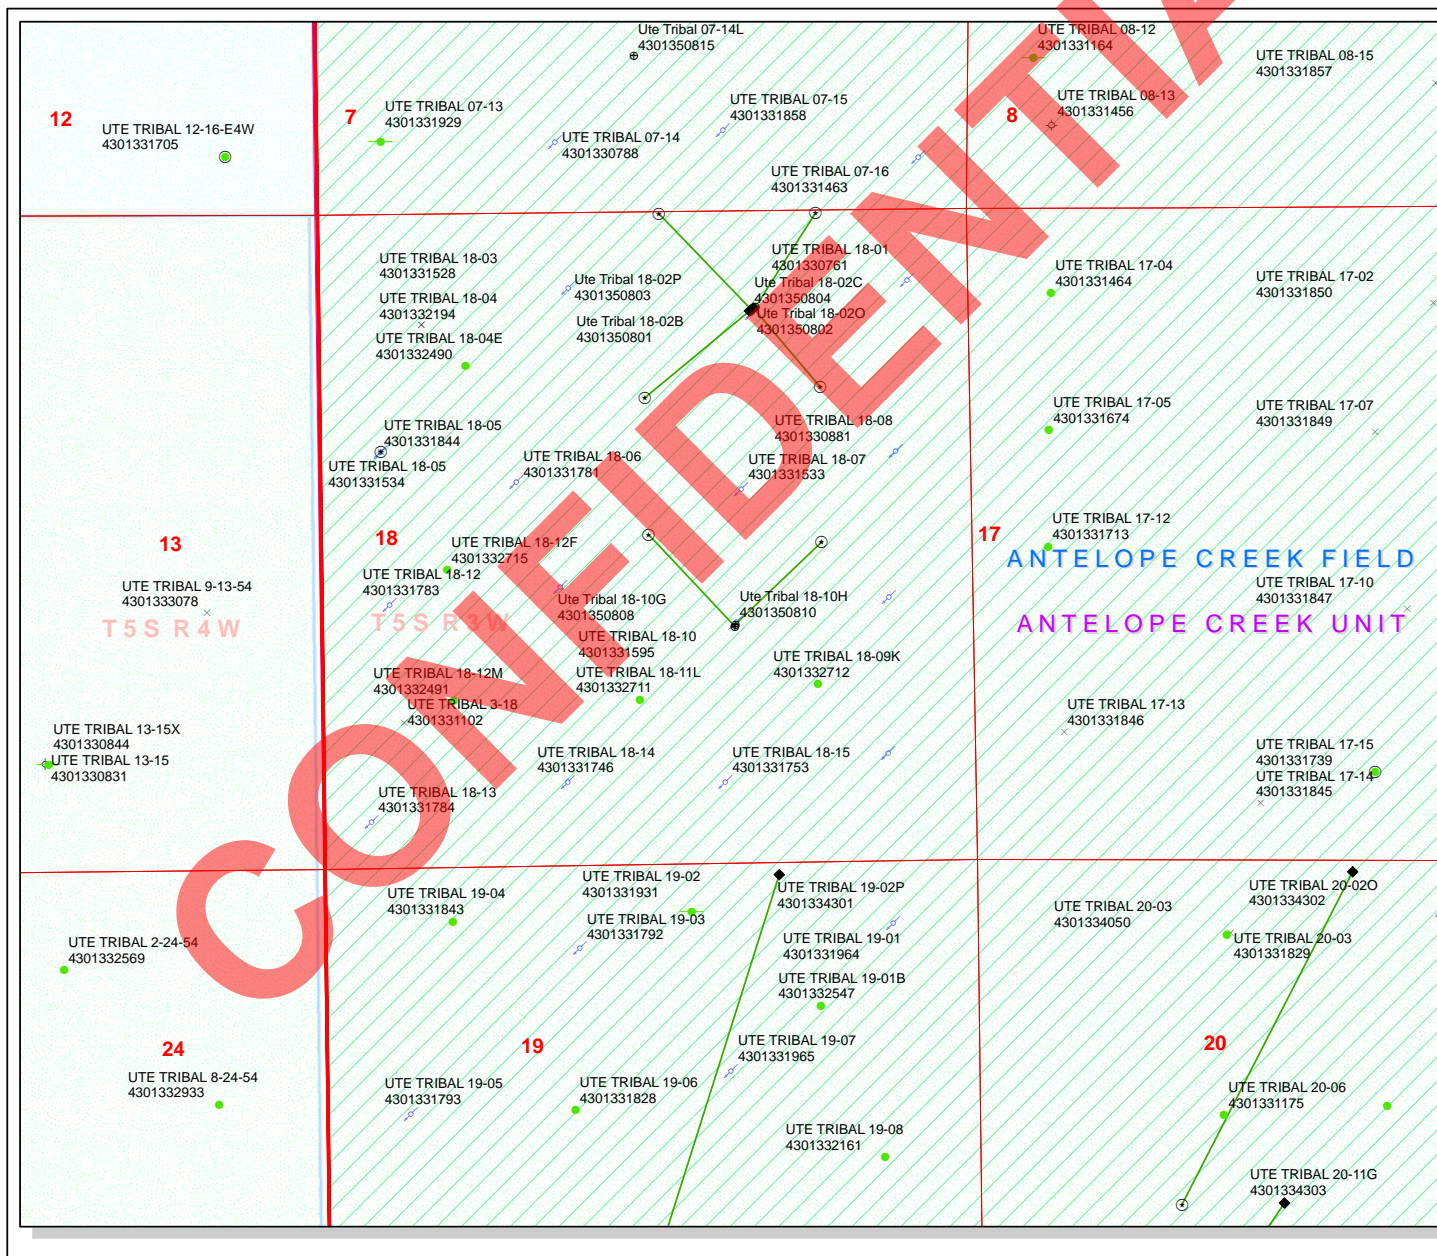 Ute Tribal 07-14L
4301350815
UTE TRIBAL 08-12
4301331164
UTE TRIBAL 08-15
4301331857
12
UTE TRIBAL 12-16-E4W
4301331705
7
UTE TRIBAL 07-13
4301331929
UTE TRIBAL 07-14
4301330788
UTE TRIBAL 07-15
4301331858
8
UTE TRIBAL 08-13
4301331456
UTE TRIBAL 07-16
4301331463
UTE TRIBAL 18-03
4301331528
UTE TRIBAL 18-04
4301332194
UTE TRIBAL 18-04E
4301332490
Ute Tribal 18-02P
4301350803
Ute Tribal 18-02B
4301350801
UTE TRIBAL 18-01
4301330761
Ute Tribal 18-02C
4301350804
Ute Tribal 18-02O
4301350802
UTE TRIBAL 17-04
4301331464
UTE TRIBAL 17-02
4301331850
UTE TRIBAL 18-05
4301331844
UTE TRIBAL 18-05
4301331534
UTE TRIBAL 18-06
4301331781
UTE TRIBAL 18-08
4301330881
UTE TRIBAL 18-07
4301331533
UTE TRIBAL 17-05
4301331674
UTE TRIBAL 17-07
4301331849
13
18
17
UTE TRIBAL 17-12
4301331713
ANTELOPE CREEK FIELD
UTE TRIBAL 9-13-54
4301333078
T5S R4W
UTE TRIBAL 18-12F
4301332715
UTE TRIBAL 18-12
4301331783
T5S R3W
Ute Tribal 18-10G
4301350808
Ute Tribal 18-10H
4301350810
UTE TRIBAL 18-10
4301331595
UTE TRIBAL 17-10
4301331847
ANTELOPE CREEK UNIT
UTE TRIBAL 18-12M
4301332491
UTE TRIBAL 3-18
4301331102
UTE TRIBAL 18-11L
4301332711
UTE TRIBAL 18-09K
4301332712
UTE TRIBAL 17-13
4301331846
UTE TRIBAL 13-15X
4301330844
UTE TRIBAL 13-15
4301330831
UTE TRIBAL 18-14
4301331746
UTE TRIBAL 18-15
4301331753
UTE TRIBAL 17-15
4301331739
UTE TRIBAL 17-14
4301331845
UTE TRIBAL 18-13
4301331784
UTE TRIBAL 19-04
4301331843
UTE TRIBAL 19-02
4301331931
UTE TRIBAL 19-03
4301331792
UTE TRIBAL 19-02P
4301334301
UTE TRIBAL 19-01
4301331964
UTE TRIBAL 19-01B
4301332547
UTE TRIBAL 20-03
4301334050
UTE TRIBAL 20-02O
4301334302
UTE TRIBAL 20-03
4301331829
UTE TRIBAL 2-24-54
4301332569
24
19
20
UTE TRIBAL 19-07
4301331965
UTE TRIBAL 8-24-54
4301332933
UTE TRIBAL 19-05
4301331793
UTE TRIBAL 19-06
4301331828
UTE TRIBAL 19-08
4301332161
UTE TRIBAL 20-06
4301331175
UTE TRIBAL 20-11G
4301334303
CONFIDENTIA